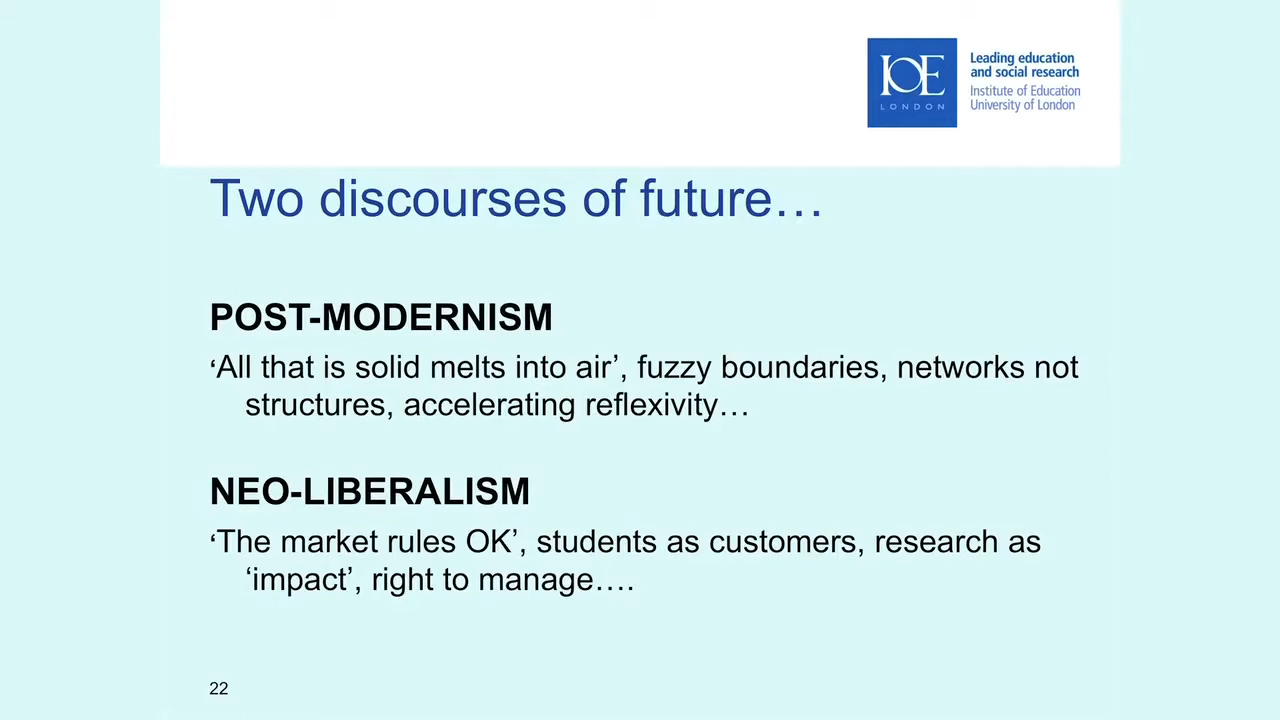 IOE
LONDON
Leading education
and social research
Institute of Education
University of London
Two discourses of future…
POST-MODERNISM
‘All that is solid melts into air’, fuzzy boundaries, networks not
structures, accelerating reflexivity…
NEO-LIBERALISM
‘The market rules OK’, students as customers, research as
‘impact’, right to manage….
22